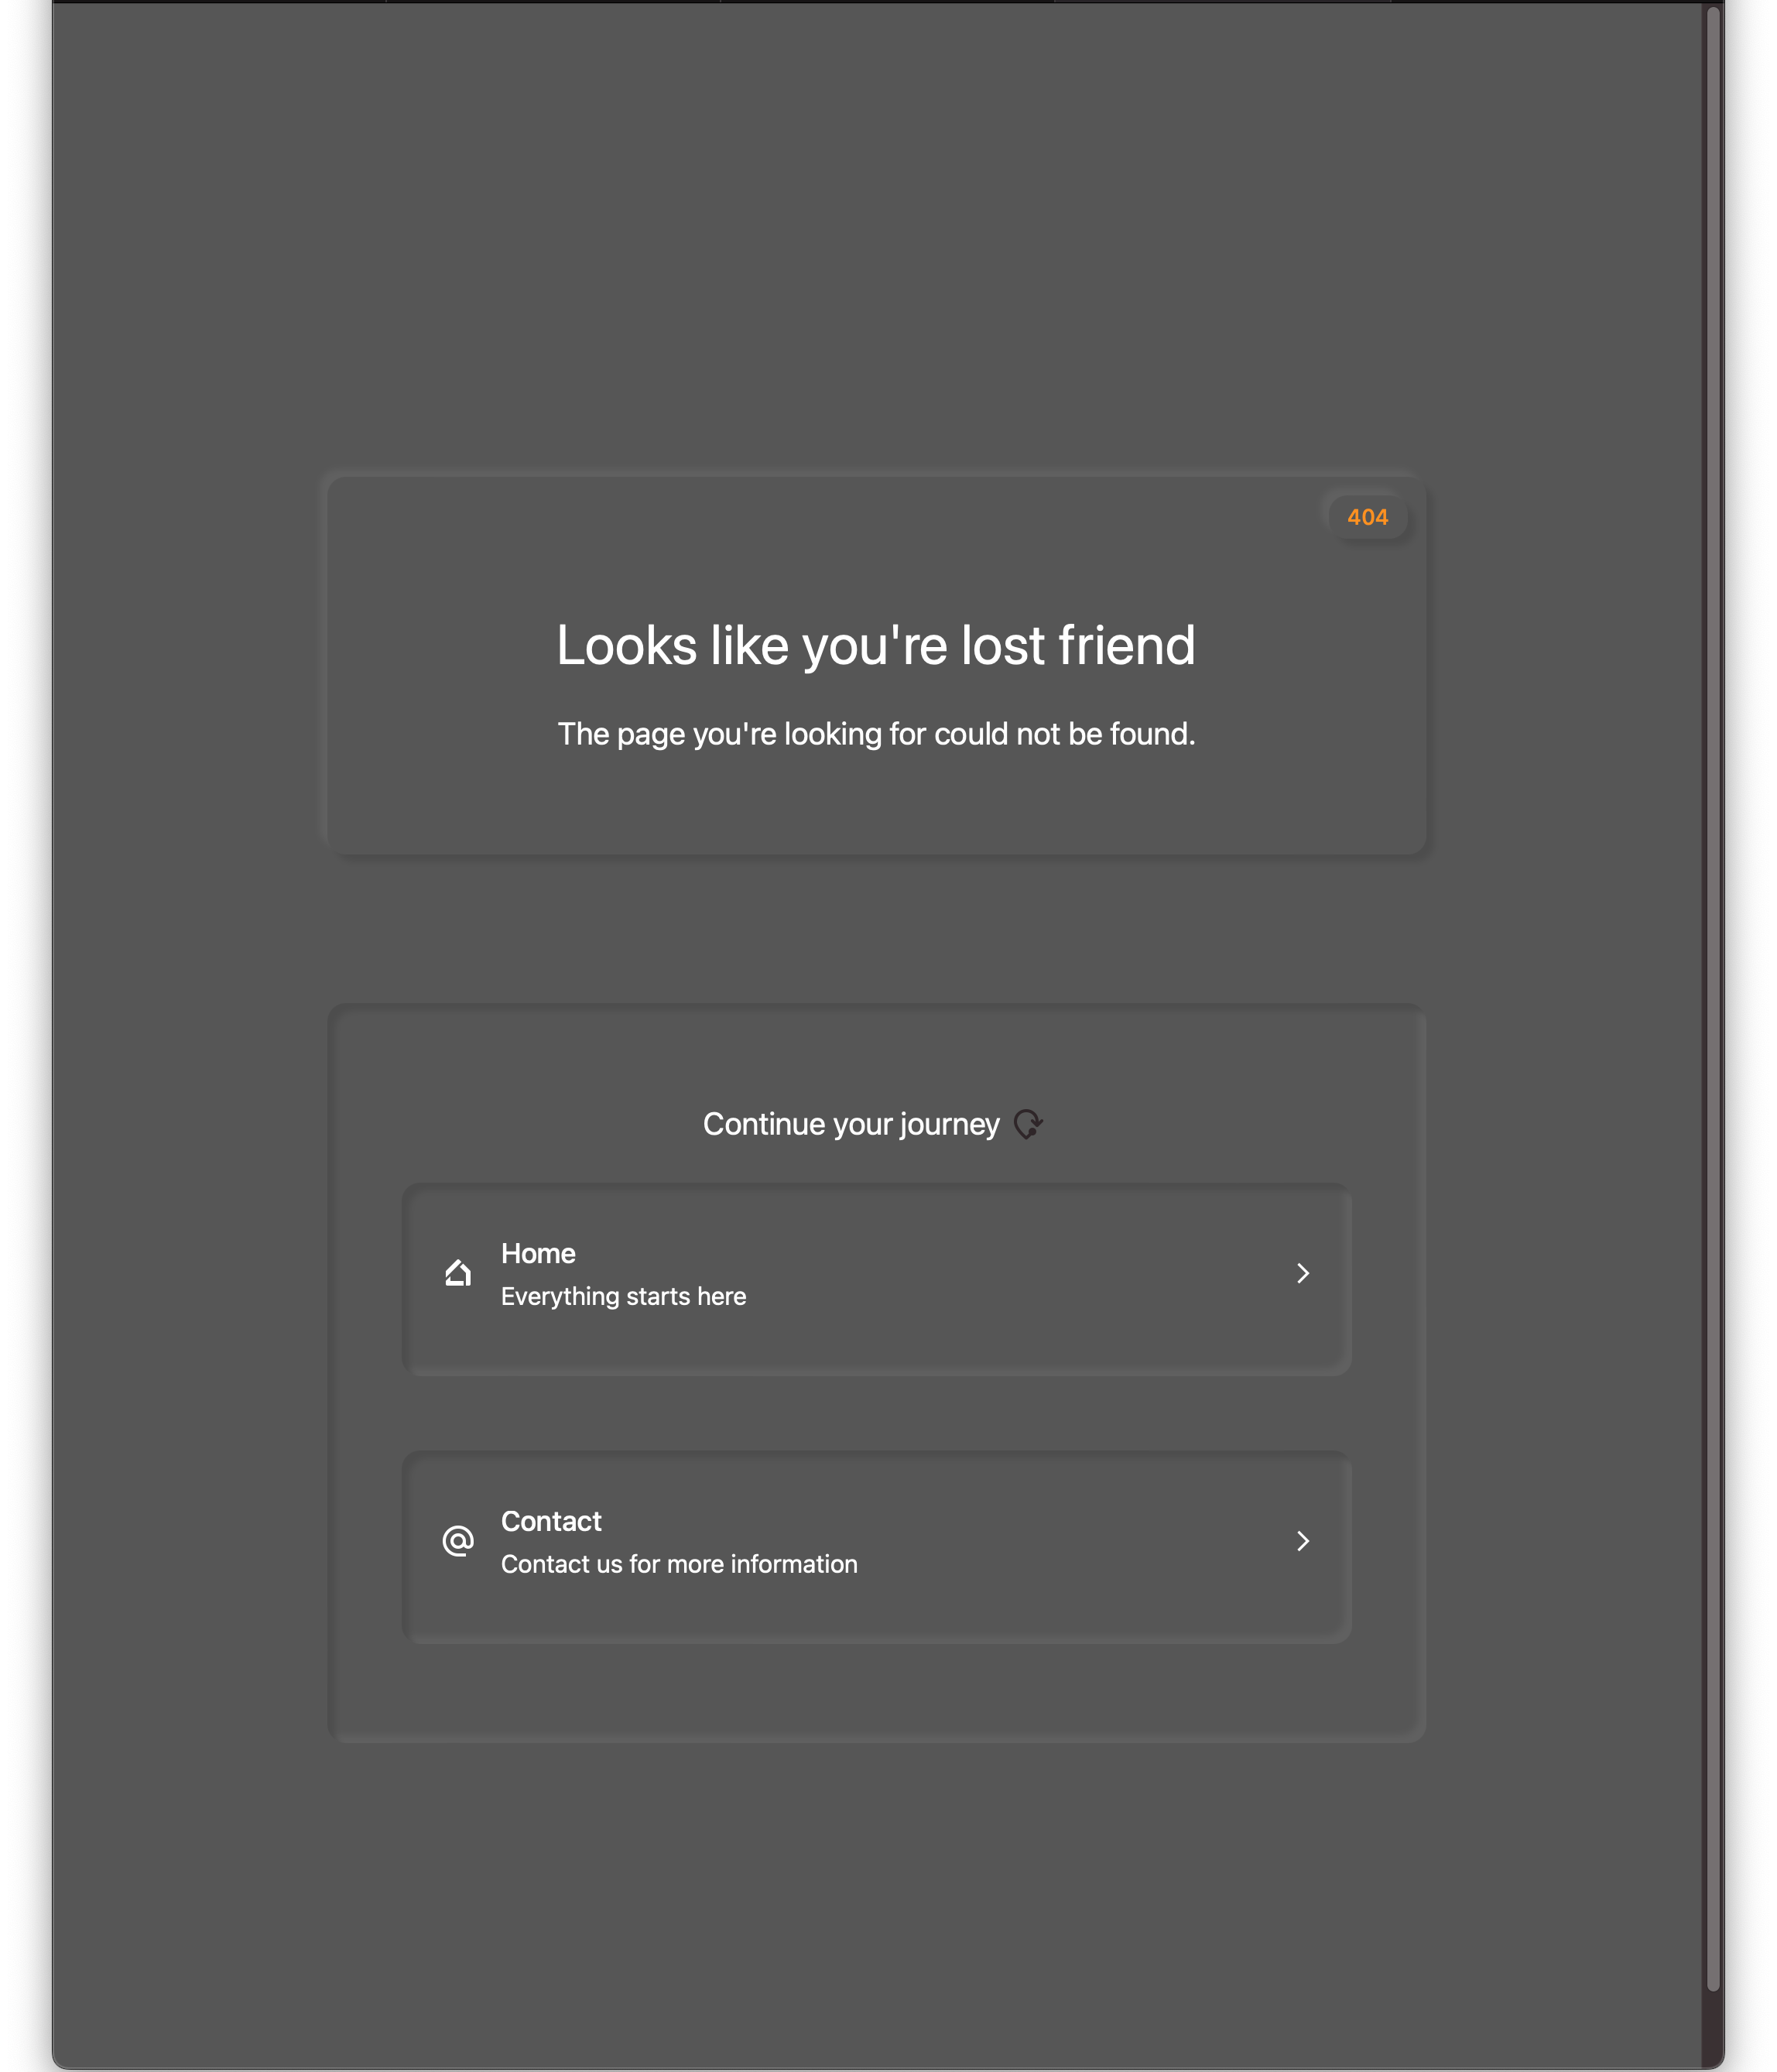 404
Looks like you're lost friend
The page you're looking for could not be found.
Continue your journey
Home
Everything starts here
Contact
Contact us for more information